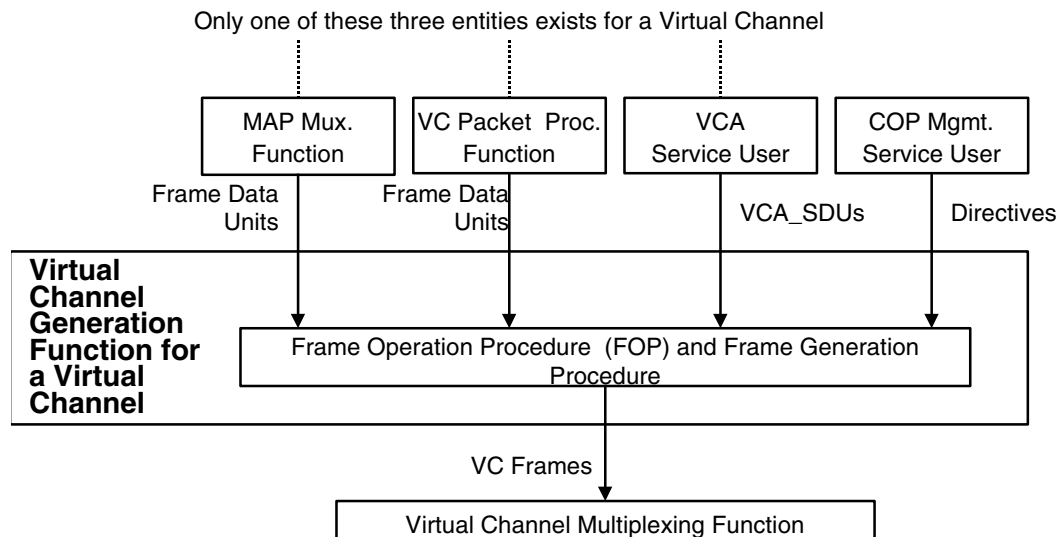 Only one of these three entities exists for a Virtual Channel
MAP Mux.
Function
VC Packet Proc.
Function
VCA
Service User
COP Mgmt.
Service User
Frame Data
Units
Frame Data
Units
VCA_SDUs
Directives
Virtual
Channel
Generation
Function for
a Virtual
Channel
Frame Operation Procedure (FOP) and Frame Generation
Procedure
VC Frames
Virtual Channel Multiplexing Function